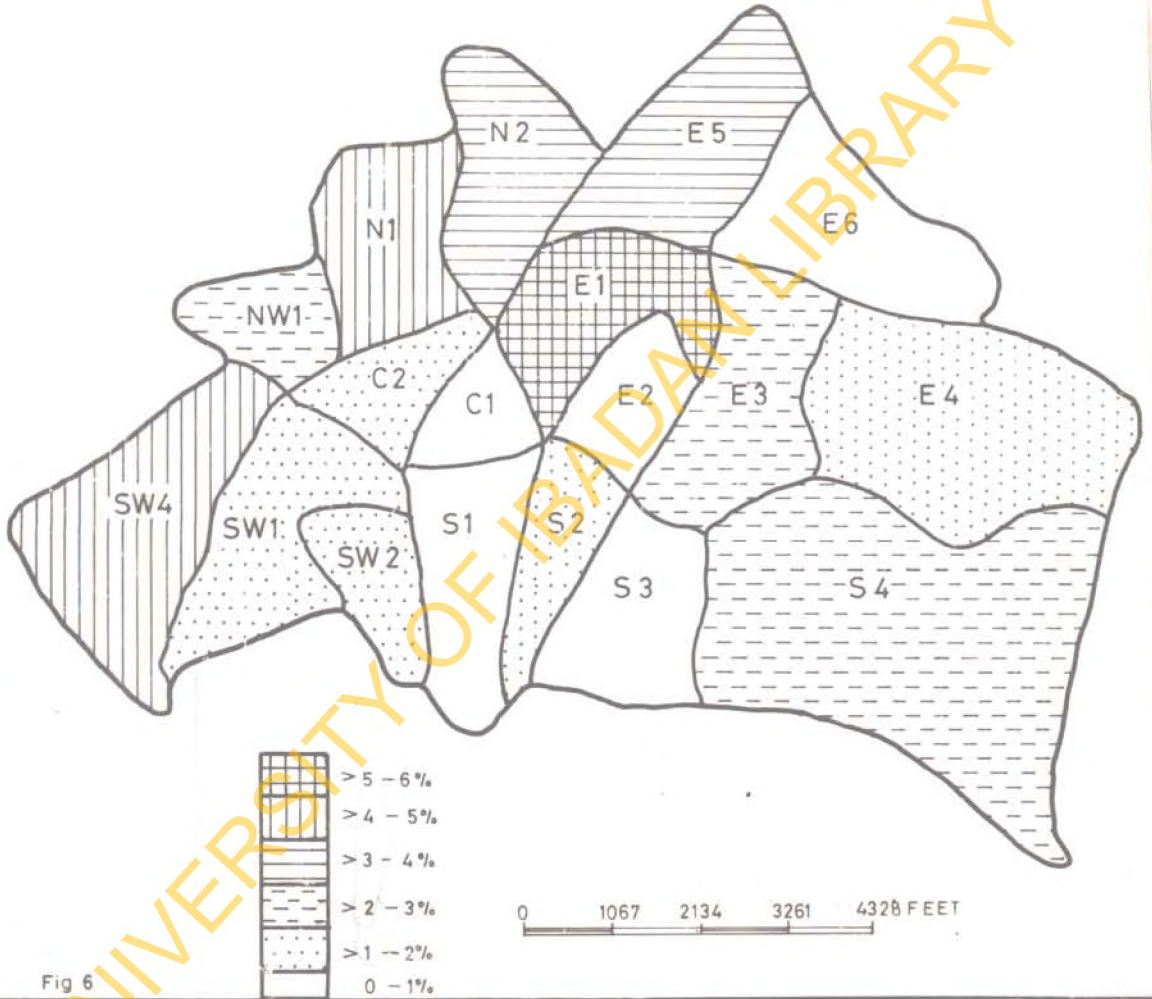 N2
E5
N1
E6
E1
NW1
C2
C1
E2
E3
E4
SW4
SW1
SW2
S1
S2
S3
S4
> 5 – 6%
> 4 – 5%
> 3 – 4%
> 2 – 3%
> 1 – 2%
0 – 1%
0 1067 2134 3261 4328 FEET
Fig 6
UNIVERSITY OF IBADAN LIBRARY